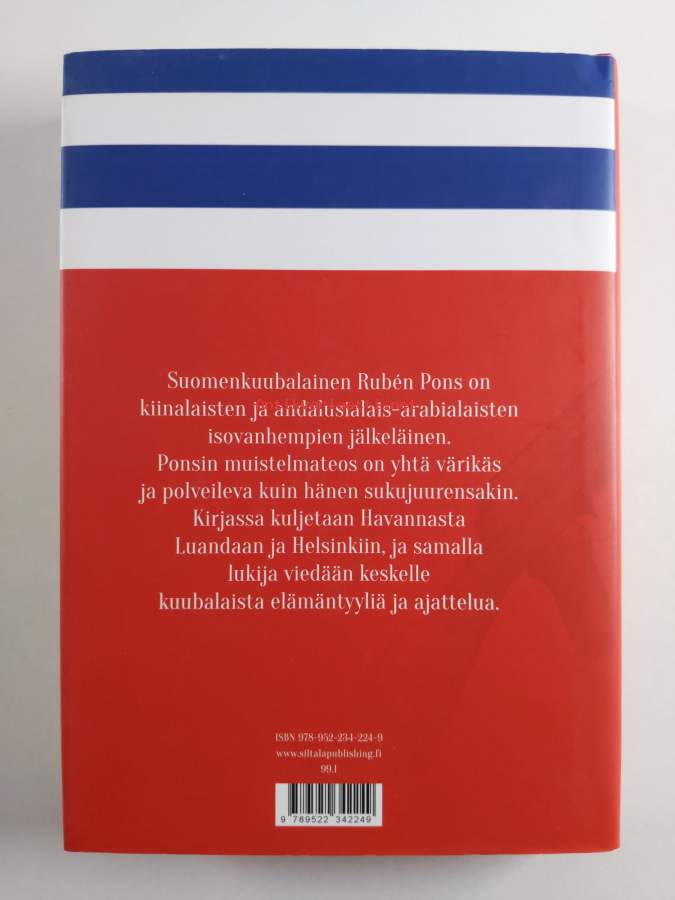 Suomenkuubalainen Rubén Pons on
kiinalaisten ja andalusialais-arabialaisten
isovanhempien jälkeläinen.
Ponsin muistelmateos on yhtä värikäs
ja polveileva kuin hänen sukujuurensakin.
Kirjassa kuljetaan Havannasta
Luandaan ja Helsinkiin, ja samalla
lukija viedään keskelle
kuubalaista elämäntyyliä ja ajattelua.
ISBN 978-952-234-224-9
www.siltalapublishing.fi
99.1
9 789522 342249